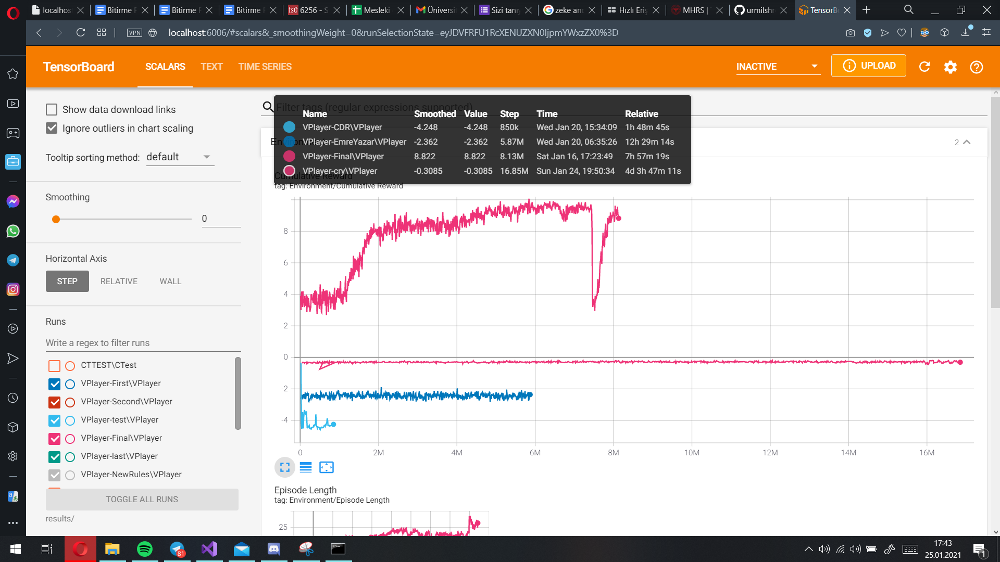 localhos
Bitirme P
Bitirme P
Bitirme P
İSÜ 6256 - S
Mesleki
Üniversit
Sizi tanıy
zeke and
Hızlı Eriş
MHRS | T
urmilshr
TensorBo
VPN
localhost:6006/#scalars&_smoothingWeight=0&runSelectionState=eyJDVFRFU1RcXENUZXN0IjpmYWxzZX0%3D
TensorBoard
SCALARS
TEXT
TIME SERIES
INACTIVE
UPLOAD
Show data download links
Ignore outliers in chart scaling
Tooltip sorting method: default
Smoothing
0
Horizontal Axis
STEP RELATIVE WALL
Runs
Write a regex to filter runs
CTTEST\CTest
VPlayer-First\VPlayer
VPlayer-Second\VPlayer
VPlayer-test\VPlayer
VPlayer-Final\VPlayer
VPlayer-last\VPlayer
VPlayer-NewRules\VPlayer
TOGGLE ALL RUNS
results/
Filter tags (regular expressions supported)
Name Smoothed Value Step Time Relative
VPlayer-CDR\VPlayer -4.248 -4.248 850k Wed Jan 20, 15:34:09 1h 48m 45s
VPlayer-EmreYazar\VPlayer -2.362 -2.362 5.87M Wed Jan 20, 06:35:26 12h 29m 14s
VPlayer-Final\VPlayer 8.822 8.822 8.13M Sat Jan 16, 17:23:49 7h 57m 19s
VPlayer-cry\VPlayer -0.3085 -0.3085 16.85M Sun Jan 24, 19:50:34 4d 3h 47m 11s
2
Cumulative Reward
tag: Environment/Cumulative Reward
8
6
4
2
0
-2
-4
0 2M 4M 6M 8M 10M 12M 14M 16M
Episode Length
tag: Environment/Episode Length
25
81
17:43
25.01.2021
1